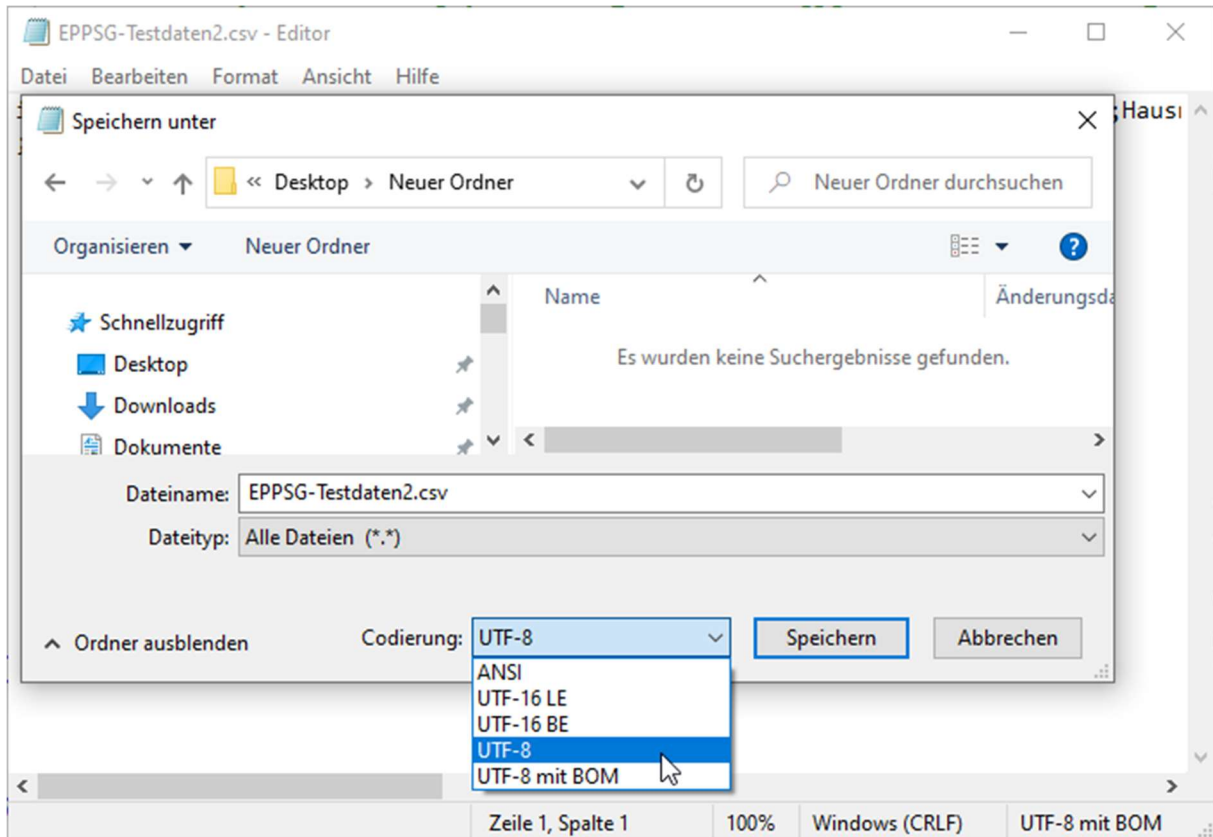 EPPSG-Testdaten2.csv - Editor
Datei Bearbeiten Format Ansicht Hilfe
;Hausr
Speichern unter
« Desktop › Neuer Ordner
Neuer Ordner durchsuchen
Organisieren Neuer Ordner
Name Änderungsda
Schnellzugriff
Es wurden keine Suchergebnisse gefunden.
Desktop
Downloads
Dokumente
Dateiname: EPPSG-Testdaten2.csv
Dateityp: Alle Dateien (*.*)
Ordner ausblenden Codierung: UTF-8 Speichern Abbrechen
ANSI
UTF-16 LE
UTF-16 BE
UTF-8
UTF-8 mit BOM
Zeile 1, Spalte 1 100% Windows (CRLF) UTF-8 mit BOM